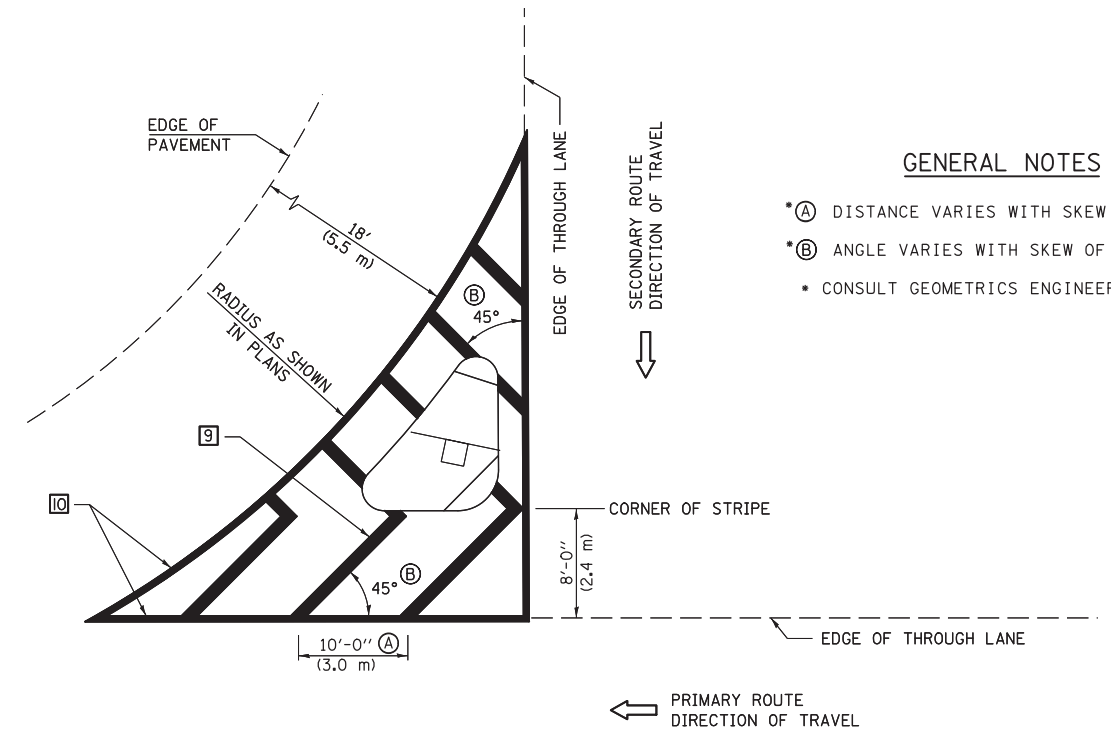 EDGE OF
PAVEMENT
18'
(5.5 m)
RADIUS AS SHOWN
IN PLANS
EDGE OF THROUGH LANE
SECONDARY ROUTE
DIRECTION OF TRAVEL
GENERAL NOTES
*Ⓐ DISTANCE VARIES WITH SKEW
*Ⓑ ANGLE VARIES WITH SKEW OF
* CONSULT GEOMETRICS ENGINEER
Ⓑ
45°
9
10
CORNER OF STRIPE
8'-0"
(2.4 m)
45° Ⓑ
10'-0" Ⓐ
(3.0 m)
EDGE OF THROUGH LANE
PRIMARY ROUTE
DIRECTION OF TRAVEL